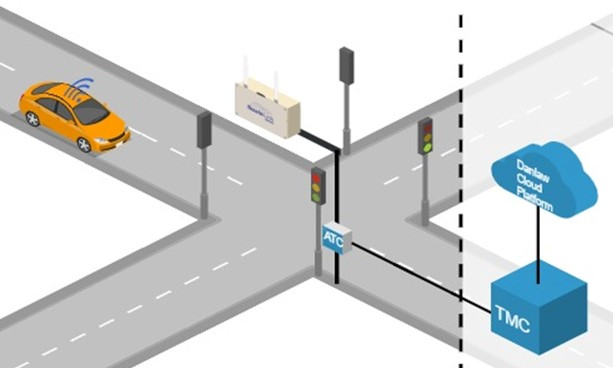 Danlaw
Cloud
Platform
ATC
TMC